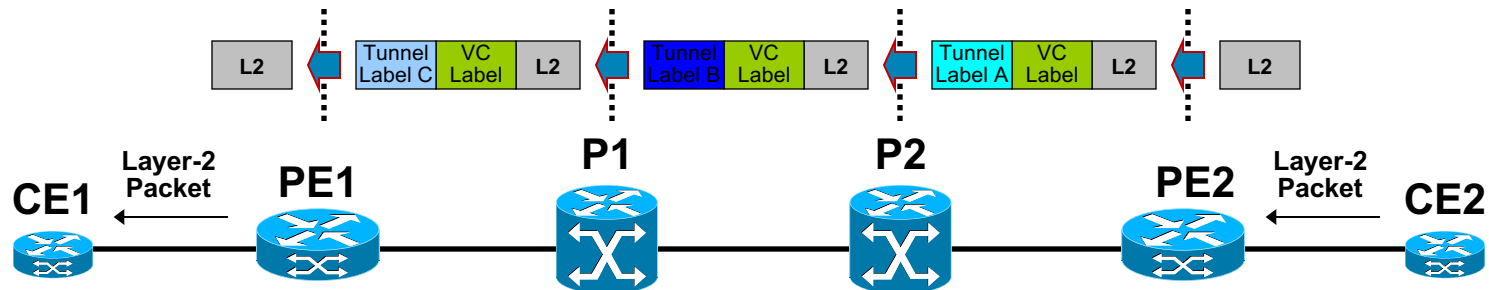 L2
Tunnel Label C
VC Label
L2
Tunnel Label B
VC Label
L2
Tunnel Label A
VC Label
L2
L2
CE1
Layer-2
Packet
PE1
P1
P2
PE2
Layer-2
Packet
CE2